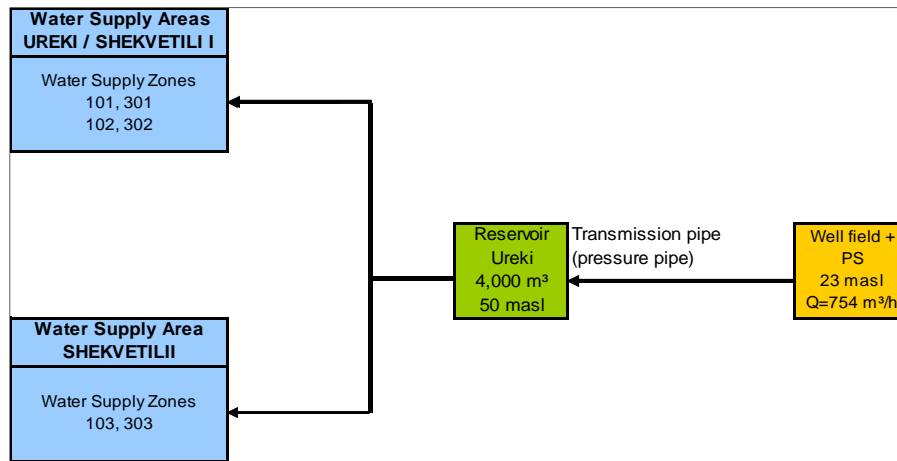 Water Supply Areas
UREKI / SHEKVETILI I
Water Supply Zones
101, 301
102, 302
Reservoir
Ureki
4,000 m³
50 masl
Transmission pipe
(pressure pipe)
Well field +
PS
23 masl
Q=754 m³/h
Water Supply Area
SHEKVETILII
Water Supply Zones
103, 303